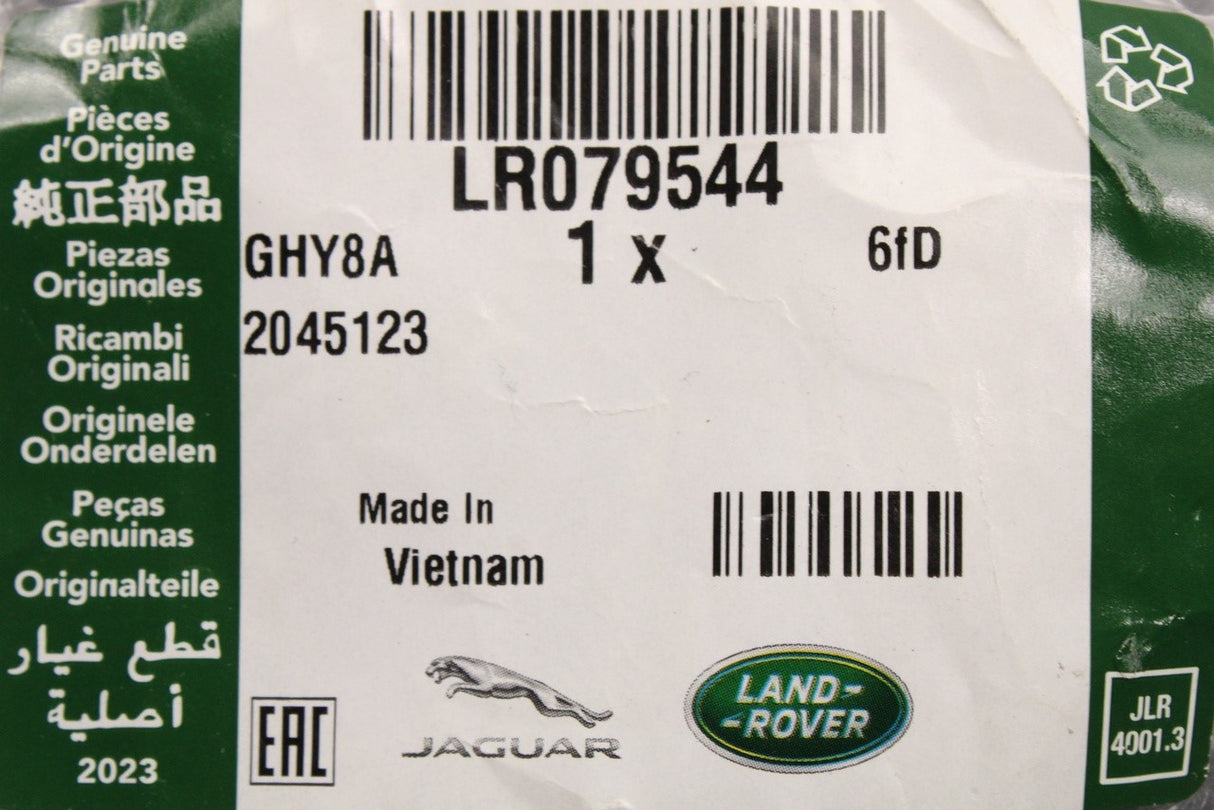 Genuine
Parts
Pièces
d'Origine
純正部品
Piezas
Originales
Ricambi
Originali
Originele
Onderdelen
Peças
Genuinas
Originalteile
قطع غيار
أصلية
2023
LR079544
GHY8A 1 x 6fD
2045123
Made In
Vietnam
EAC
JAGUAR
LAND-
-ROVER
JLR
4001.3